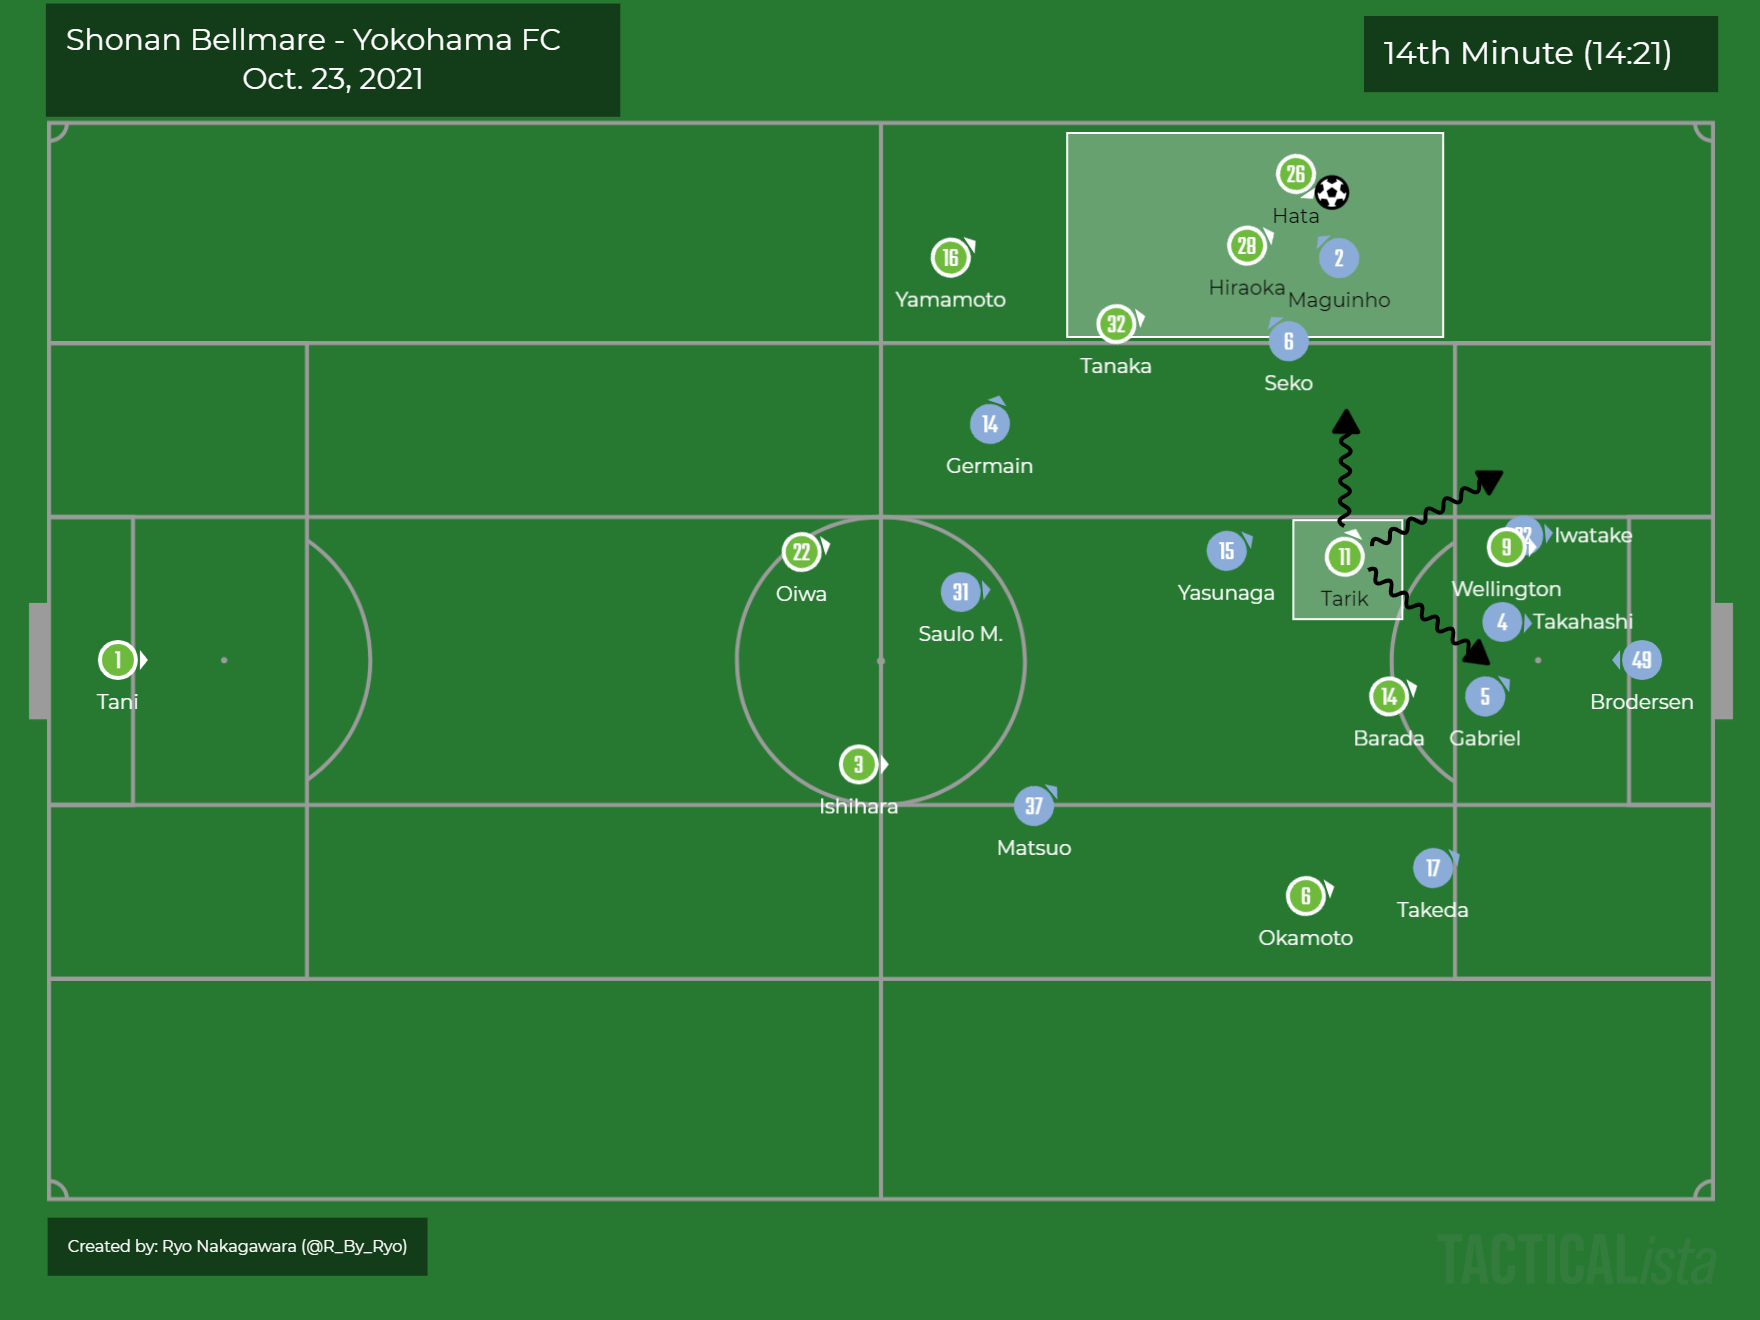 Shonan Bellmare - Yokohama FC
Oct. 23, 2021
14th Minute (14:21)
26
Hata
28
Hiraoka
2
Maguinho
16
Yamamoto
32
Tanaka
6
Seko
14
Germain
22
Oiwa
31
Saulo M.
15
Yasunaga
11
Tarik
9
Wellington
Iwatake
4
Takahashi
1
Tani
49
Brodersen
14
Barada
5
Gabriel
3
Ishihara
37
Matsuo
17
Takeda
6
Okamoto
Created by: Ryo Nakagawara (@R_By_Ryo)
TACTICALista